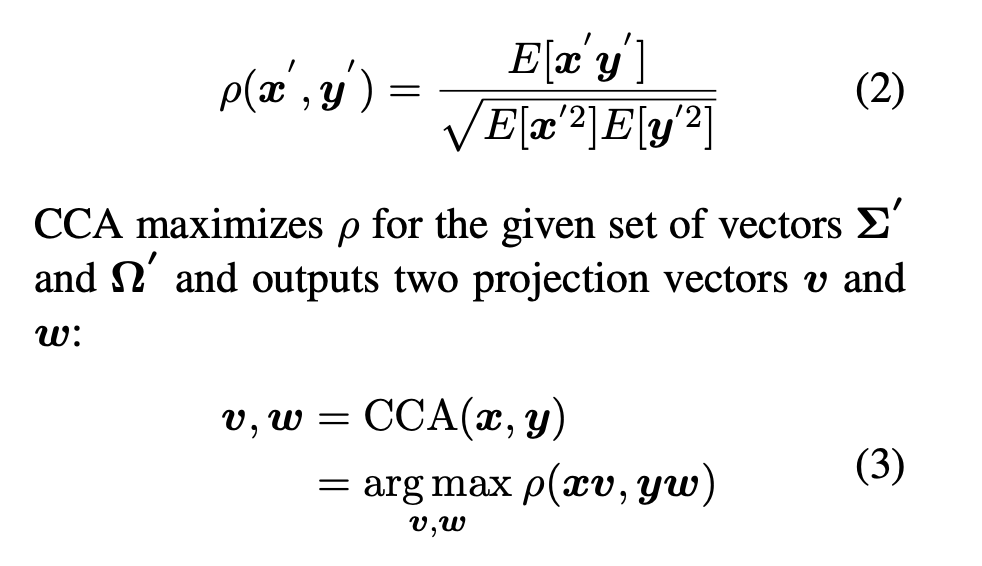 ρ(x′, y′) = E[x′y′] / √E[x′2]E[y′2] (2)
CCA maximizes ρ for the given set of vectors Σ′
and Ω′ and outputs two projection vectors v and
w:
v, w = CCA(x, y)
= arg max ρ(xv, yw) (3)
v,w